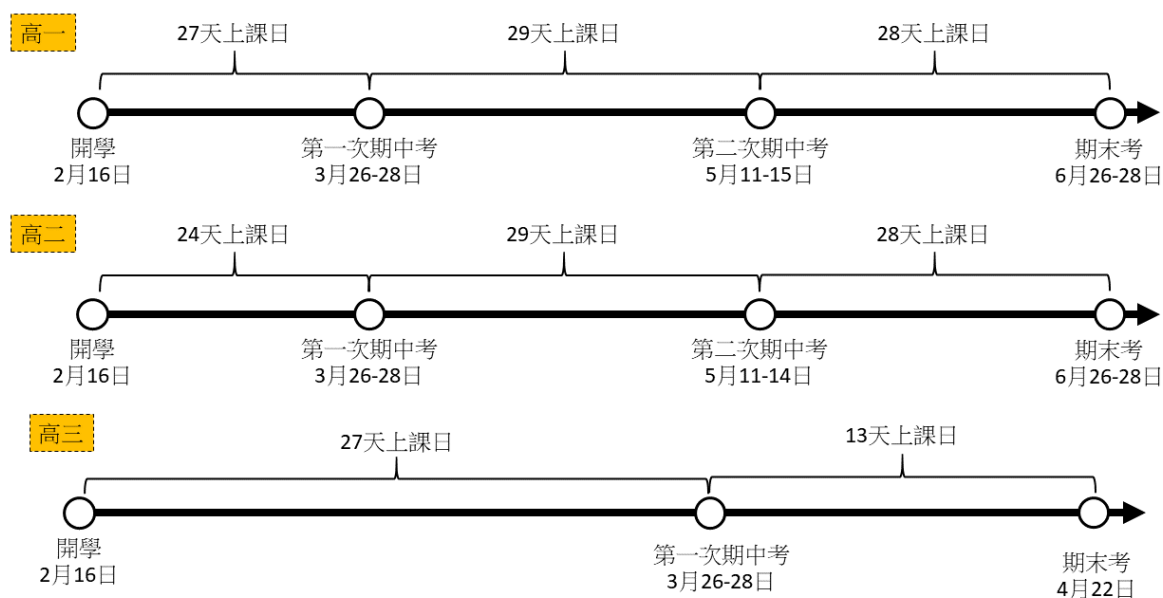 高一
27天上課日
29天上課日
28天上課日
開學
2月16日
第一次期中考
3月26-28日
第二次期中考
5月11-15日
期末考
6月26-28日
高二
24天上課日
29天上課日
28天上課日
開學
2月16日
第一次期中考
3月26-28日
第二次期中考
5月11-14日
期末考
6月26-28日
高三
27天上課日
13天上課日
開學
2月16日
第一次期中考
3月26-28日
期末考
4月22日